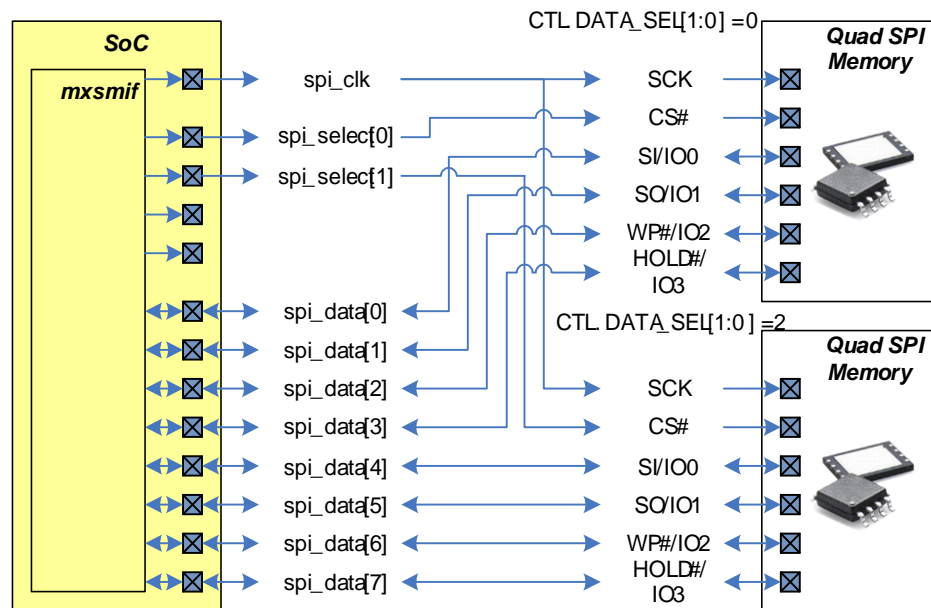 CTL. DATA_SEL[1:0] =0
SoC
Quad SPI
Memory
mxsmif
spi_clk
SCK
spi_select[0]
CS#
spi_select[1]
SI/IO0
SO/IO1
WP#/IO2
HOLD#/
IO3
spi_data[0]
CTL. DATA_SEL[1:0] =2
spi_data[1]
Quad SPI
Memory
spi_data[2]
SCK
spi_data[3]
CS#
spi_data[4]
SI/IO0
spi_data[5]
SO/IO1
spi_data[6]
WP#/IO2
spi_data[7]
HOLD#/
IO3